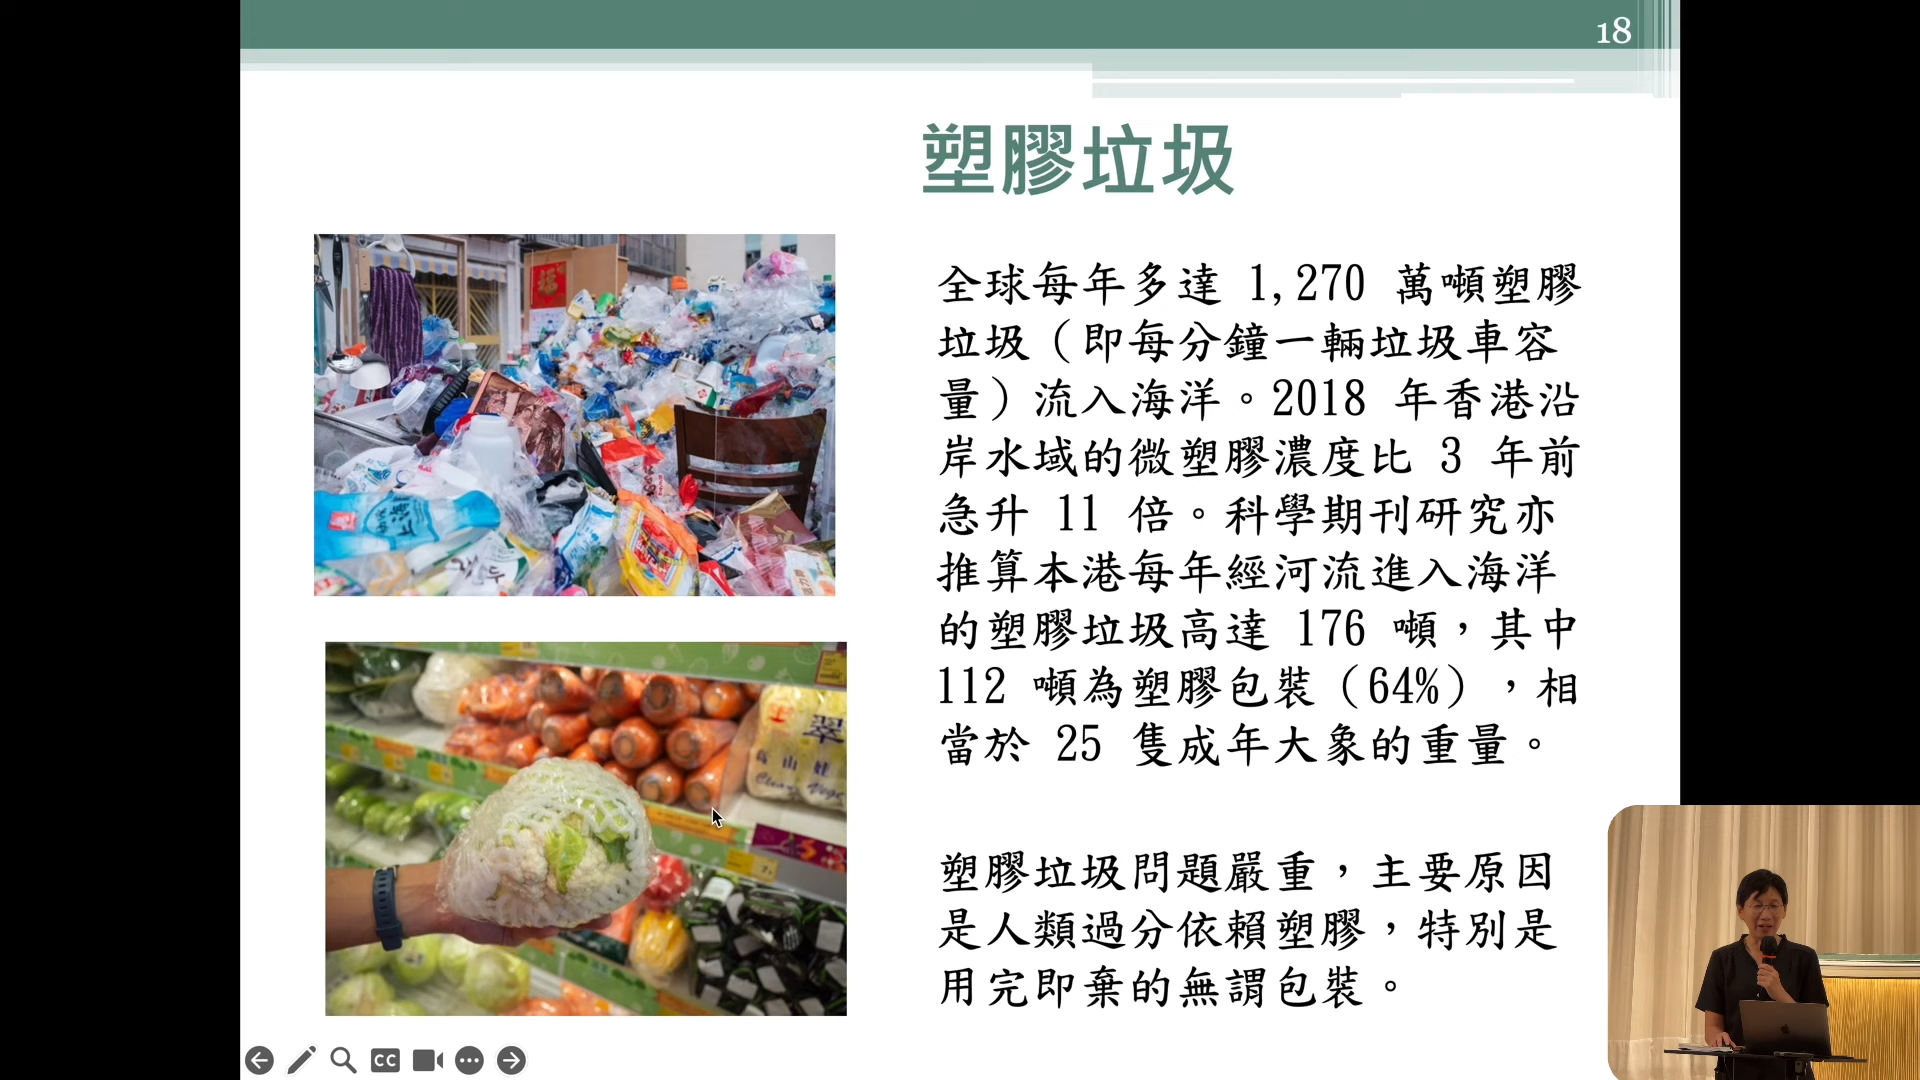 18
塑膠垃圾
福
全球每年多達 1,270 萬噸塑膠
垃圾（即每分鐘一輛垃圾車容
量）流入海洋。2018 年香港沿
岸水域的微塑膠濃度比 3 年前
急升 11 倍。科學期刊研究亦
推算本港每年經河流進入海洋
的塑膠垃圾高達 176 噸，其中
112 噸為塑膠包裝（64%），相
當於 25 隻成年大象的重量。
翠
塑膠垃圾問題嚴重，主要原因
是人類過分依賴塑膠，特別是
用完即棄的無謂包裝。
CC